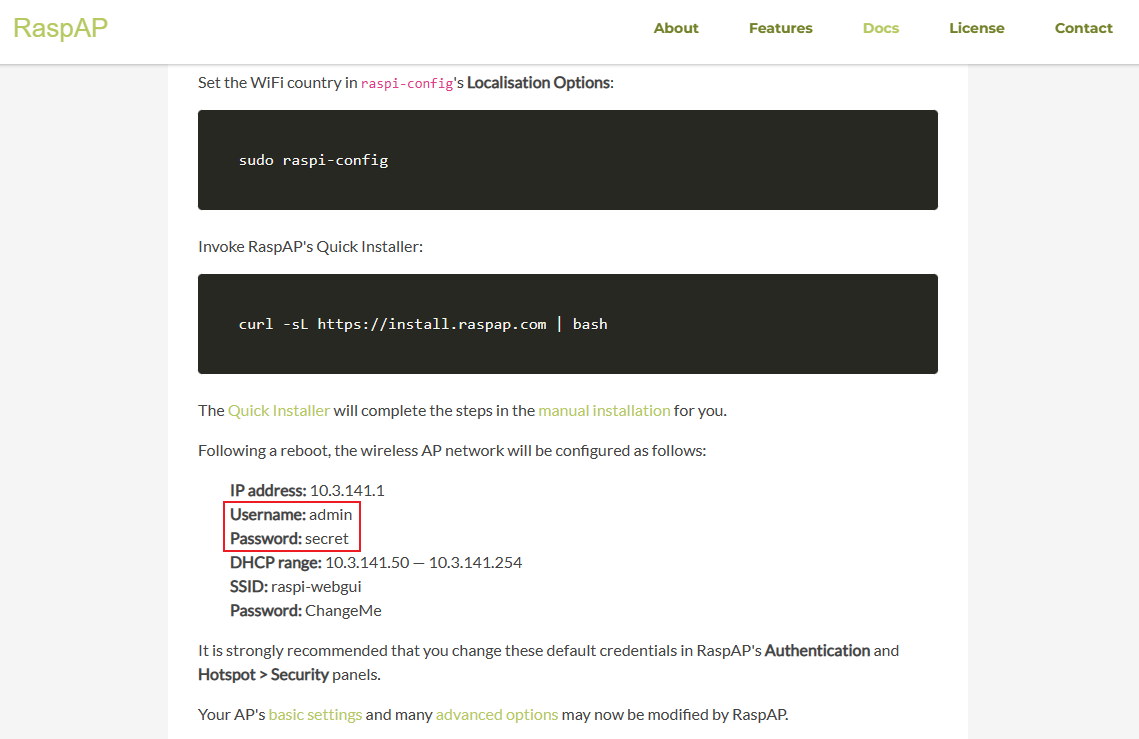 RaspAP
About Features Docs License Contact
Set the WiFi country in raspi-config's Localisation Options:
sudo raspi-config
Invoke RaspAP's Quick Installer:
curl -sL https://install.raspap.com | bash
The Quick Installer will complete the steps in the manual installation for you.
Following a reboot, the wireless AP network will be configured as follows:
IP address: 10.3.141.1
Username: admin
Password: secret
DHCP range: 10.3.141.50 — 10.3.141.254
SSID: raspi-webgui
Password: ChangeMe
It is strongly recommended that you change these default credentials in RaspAP's Authentication and
Hotspot > Security panels.
Your AP's basic settings and many advanced options may now be modified by RaspAP.